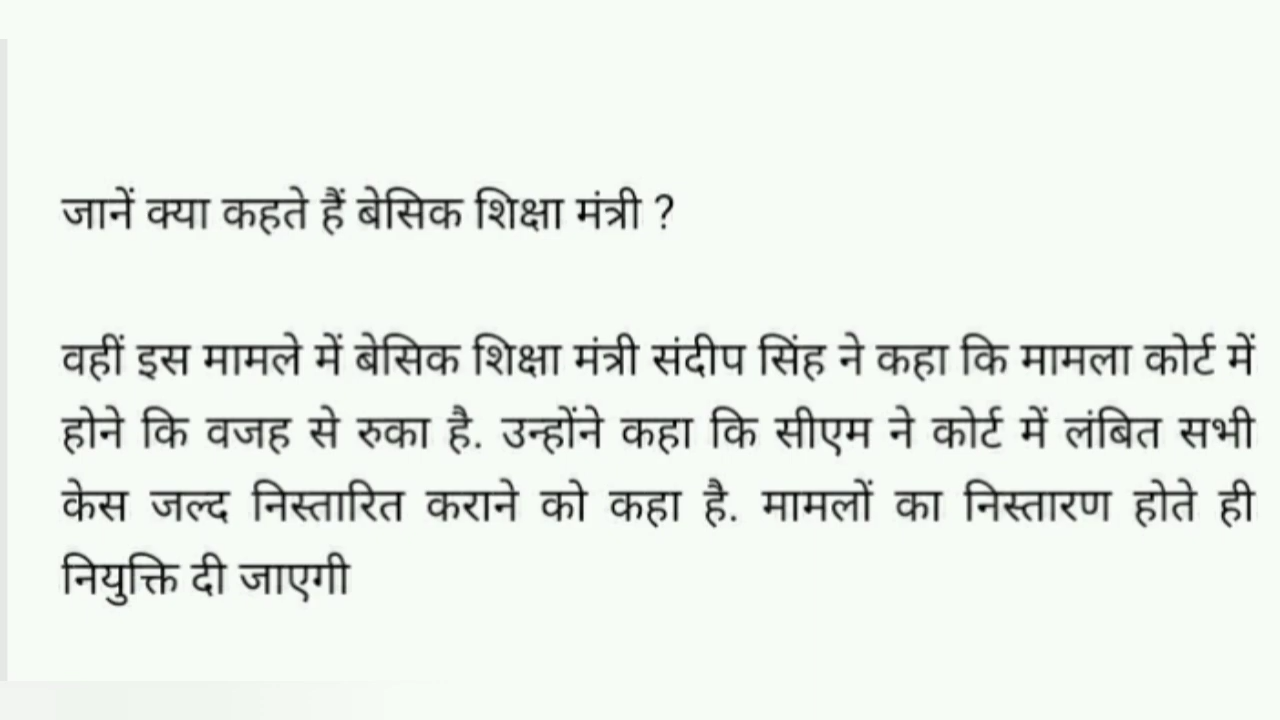 जानें क्या कहते हैं बेसिक शिक्षा मंत्री ?
वहीं इस मामले में बेसिक शिक्षा मंत्री संदीप सिंह ने कहा कि मामला कोर्ट में
होने कि वजह से रुका है. उन्होंने कहा कि सीएम ने कोर्ट में लंबित सभी
केस जल्द निस्तारित कराने को कहा है. मामलों का निस्तारण होते ही
नियुक्ति दी जाएगी